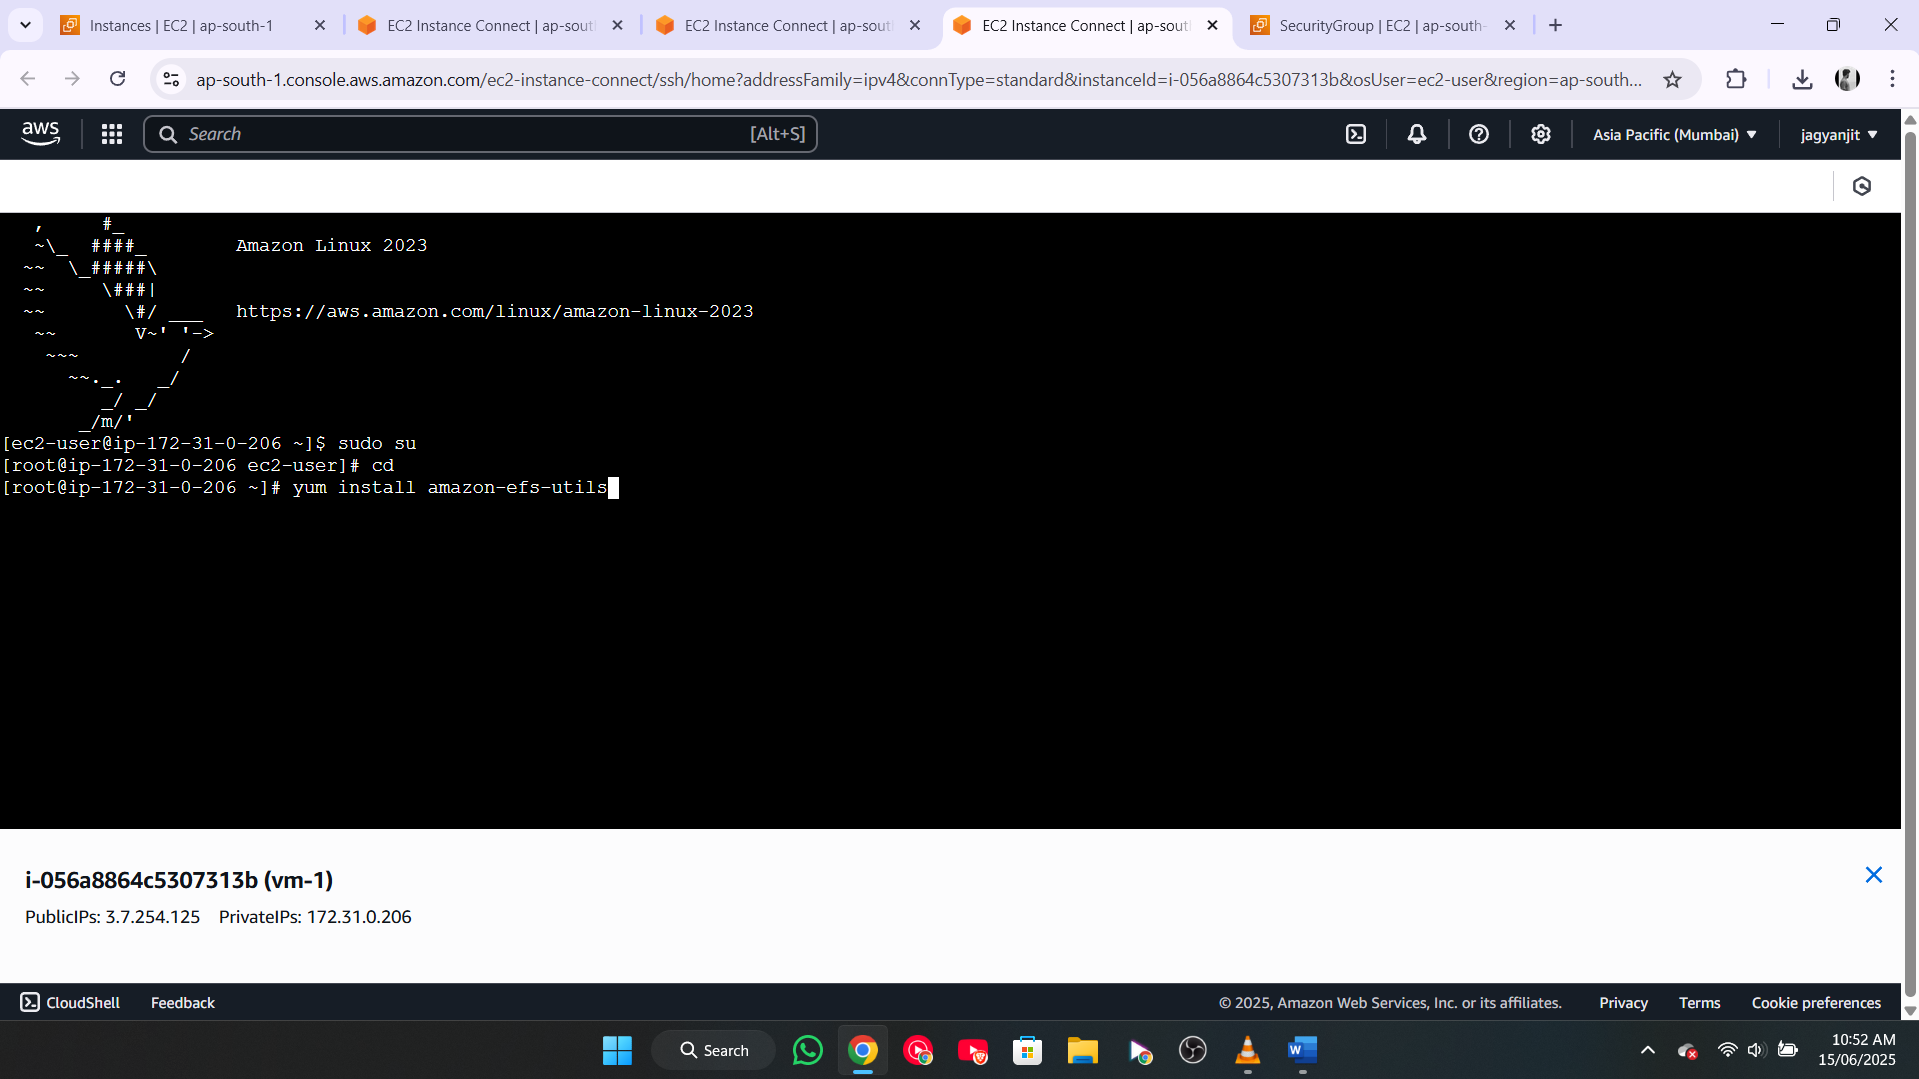 Instances | EC2 | ap-south-1
EC2 Instance Connect | ap-sout
EC2 Instance Connect | ap-sout
EC2 Instance Connect | ap-sout
SecurityGroup | EC2 | ap-south-
ap-south-1.console.aws.amazon.com/ec2-instance-connect/ssh/home?addressFamily=ipv4&connType=standard&instanceId=i-056a8864c5307313b&osUser=ec2-user&region=ap-south...
aws
Search [Alt+S]
Asia Pacific (Mumbai)
jagyanjit
   ,     #_
   ~\_  ####_        Amazon Linux 2023
  ~~  \_#####\
  ~~     \###|
  ~~       \#/ ___   https://aws.amazon.com/linux/amazon-linux-2023
   ~~       V~' '->
    ~~~         /
      ~~._.   _/
         _/ _/
       _/m/'
[ec2-user@ip-172-31-0-206 ~]$ sudo su
[root@ip-172-31-0-206 ec2-user]# cd
[root@ip-172-31-0-206 ~]# yum install amazon-efs-utils
i-056a8864c5307313b (vm-1)
PublicIPs: 3.7.254.125 PrivateIPs: 172.31.0.206
CloudShell Feedback
© 2025, Amazon Web Services, Inc. or its affiliates. Privacy Terms Cookie preferences
Search
10:52 AM
15/06/2025